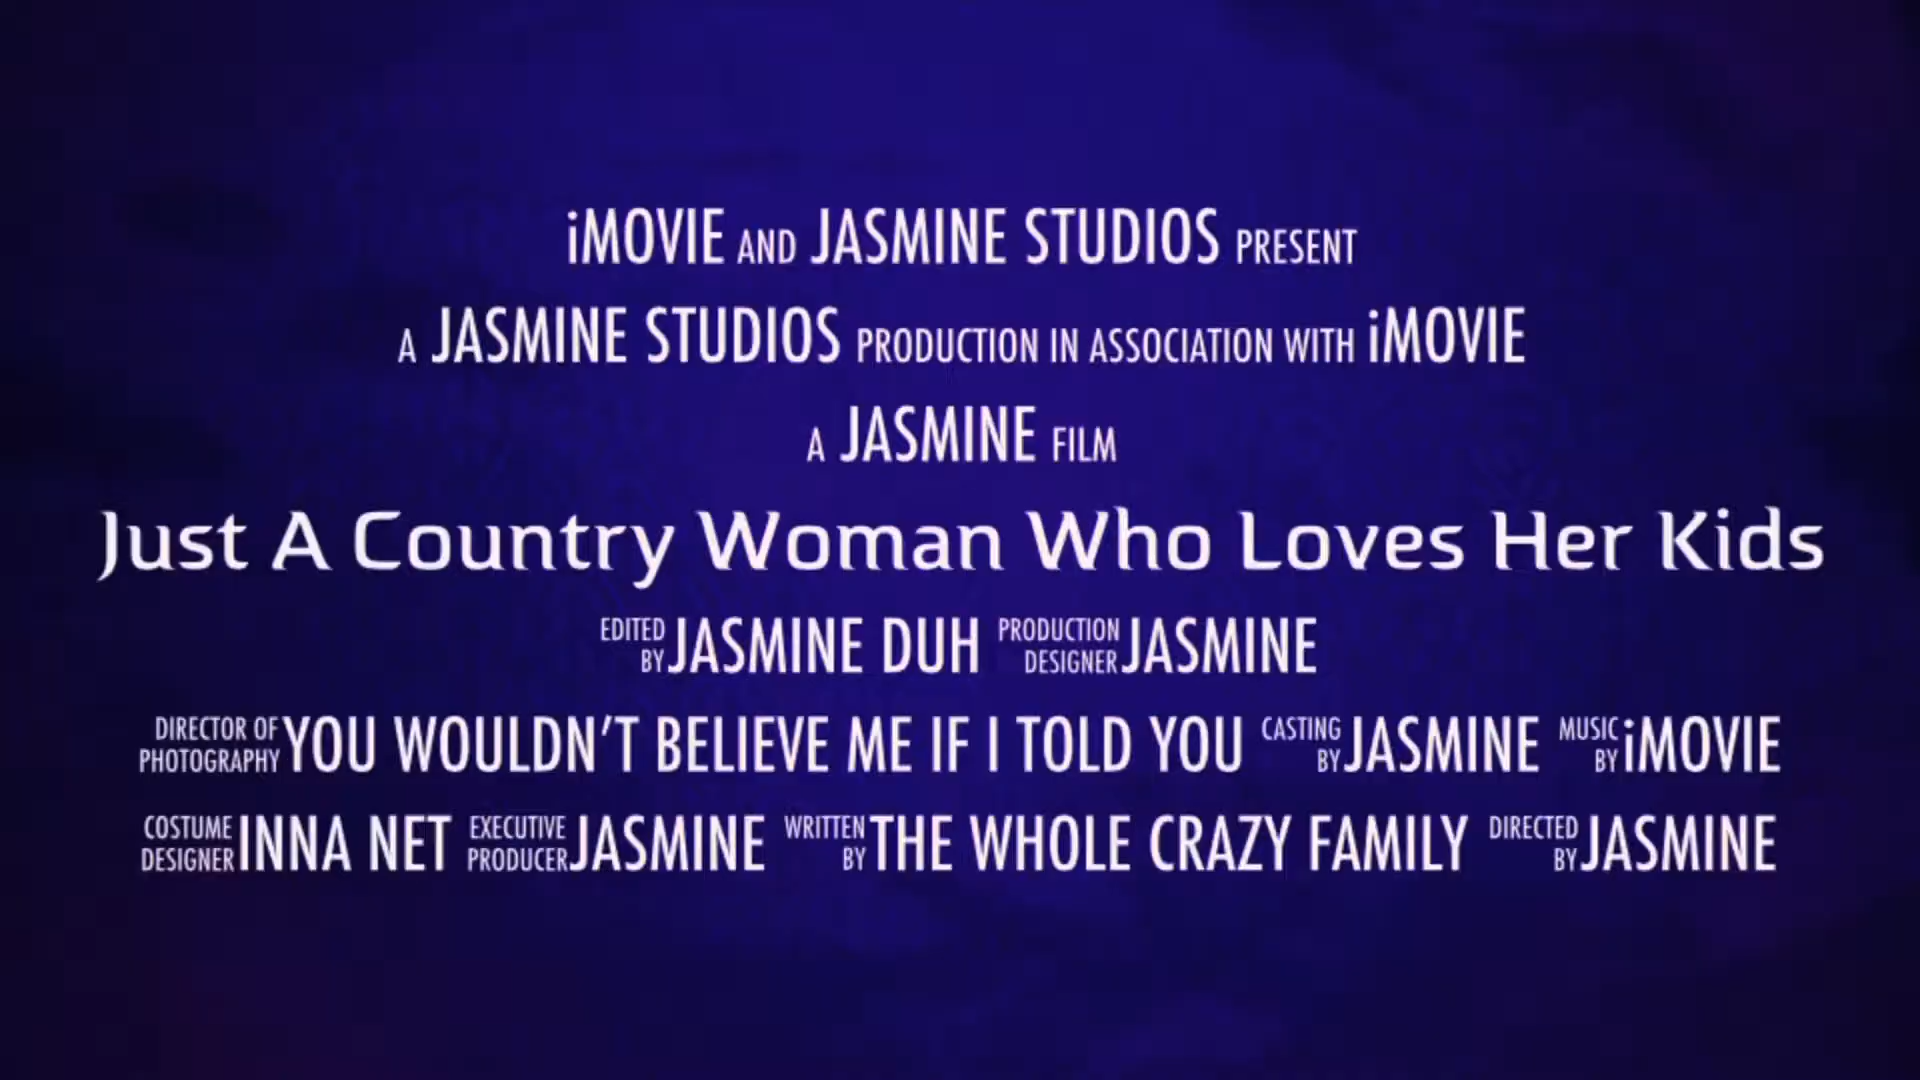 iMOVIE AND JASMINE STUDIOS PRESENT
A JASMINE STUDIOS PRODUCTION IN ASSOCIATION WITH iMOVIE
A JASMINE FILM
Just A Country Woman Who Loves Her Kids
EDITED BY JASMINE DUH PRODUCTION DESIGNER JASMINE
DIRECTOR OF PHOTOGRAPHY YOU WOULDN'T BELIEVE ME IF I TOLD YOU CASTING BY JASMINE MUSIC BY iMOVIE
COSTUME DESIGNER INNA NET EXECUTIVE PRODUCER JASMINE WRITTEN BY THE WHOLE CRAZY FAMILY DIRECTED BY JASMINE